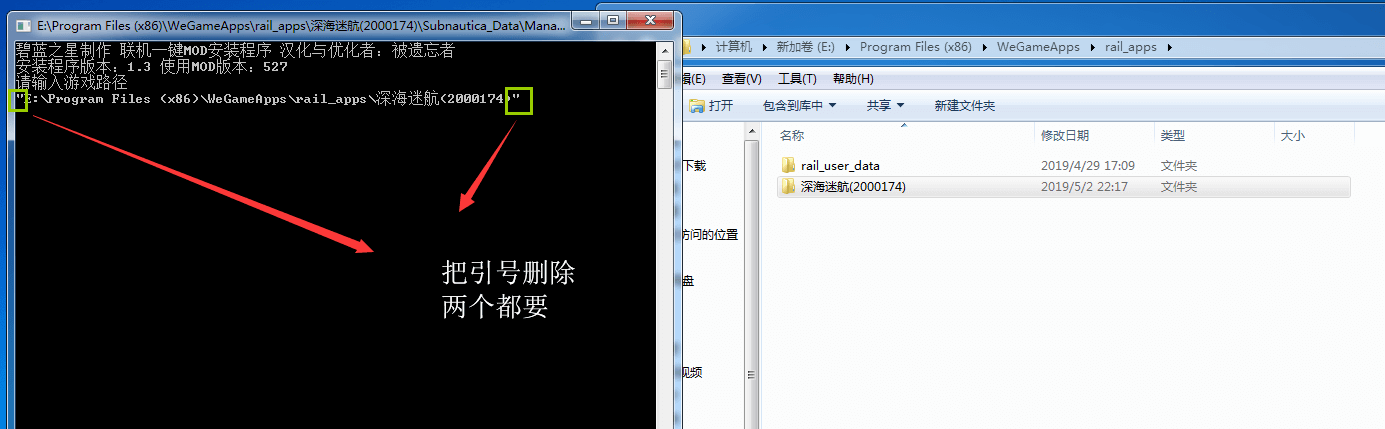 E:\Program Files (x86)\WeGameApps\rail_apps\深海迷航(2000174)\Subnautica_Data\Mana...
碧蓝之星制作 联机一键MOD安装程序 汉化与优化者：被遗忘者
安装程序版本：1.3 使用MOD版本：527
请输入游戏路径
"E:\Program Files (x86)\WeGameApps\rail_apps\深海迷航(2000174)"
把引号删除
两个都要
计算机 新加卷 (E:) Program Files (x86) WeGameApps rail_apps
辑(E) 查看(V) 工具(T) 帮助(H)
打开 包含到库中 共享 新建文件夹
名称 修改日期 类型 大小
下载
rail_user_data 2019/4/29 17:09 文件夹
深海迷航(2000174) 2019/5/2 22:17 文件夹
访问的位置
盘
视频